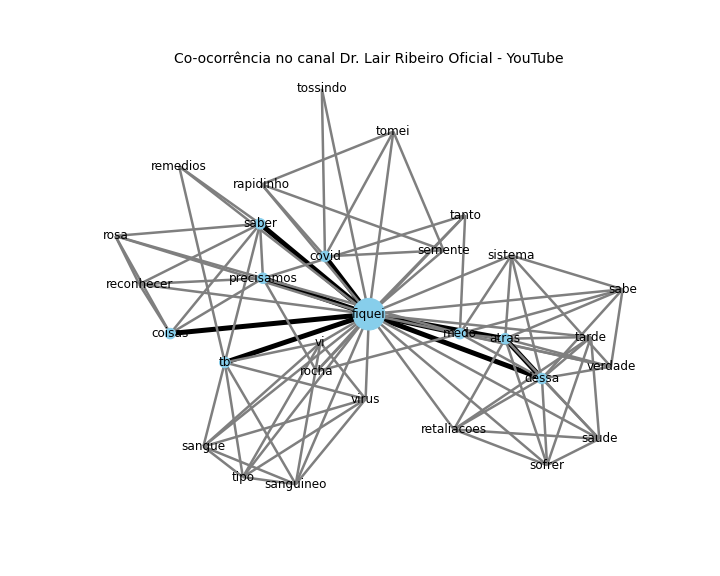 Co-ocorrência no canal Dr. Lair Ribeiro Oficial - YouTube
tossindo
tomei
remedios
rapidinho
tanto
saber
rosa
semente
covid
sistema
precisamos
reconhecer
sabe
fiquei
coisas
medo
atras
tarde
vi
tb
verdade
rocha
dessa
virus
retaliacoes
saude
sangue
sofrer
tipo
sanguineo